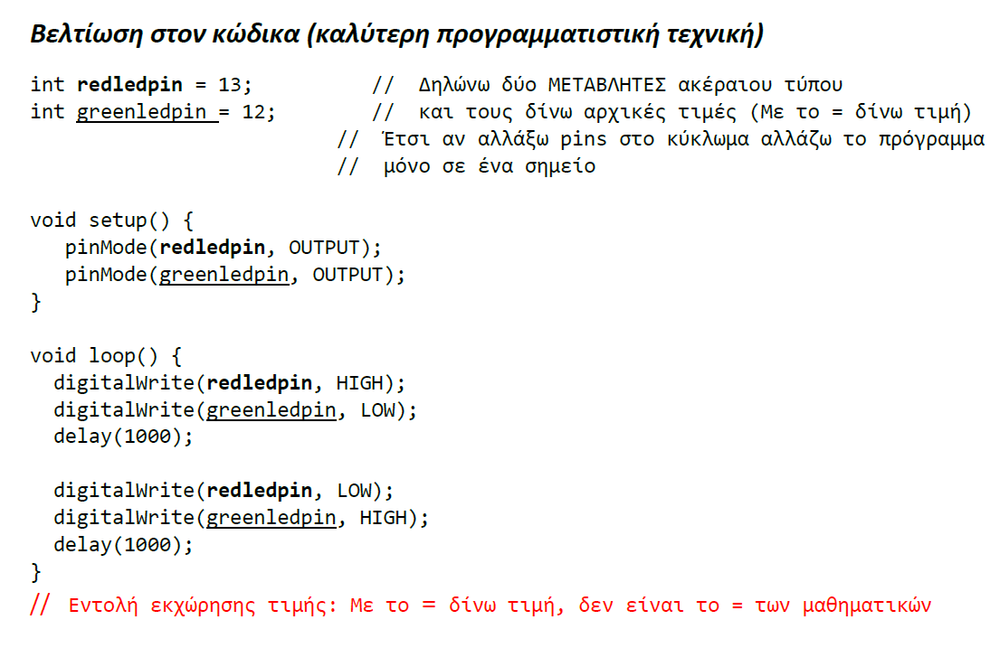 Βελτίωση στον κώδικα (καλύτερη προγραμματιστική τεχνική)
int redledpin = 13; // Δηλώνω δύο ΜΕΤΑΒΛΗΤΕΣ ακέραιου τύπου
int greenledpin = 12; // και τους δίνω αρχικές τιμές (Με το = δίνω τιμή)
// Έτσι αν αλλάξω pins στο κύκλωμα αλλάζω το πρόγραμμα
// μόνο σε ένα σημείο
void setup() {
pinMode(redledpin, OUTPUT);
pinMode(greenledpin, OUTPUT);
}
void loop() {
digitalWrite(redledpin, HIGH);
digitalWrite(greenledpin, LOW);
delay(1000);
digitalWrite(redledpin, LOW);
digitalWrite(greenledpin, HIGH);
delay(1000);
}
// Εντολή εκχώρησης τιμής: Με το = δίνω τιμή, δεν είναι το = των μαθηματικών